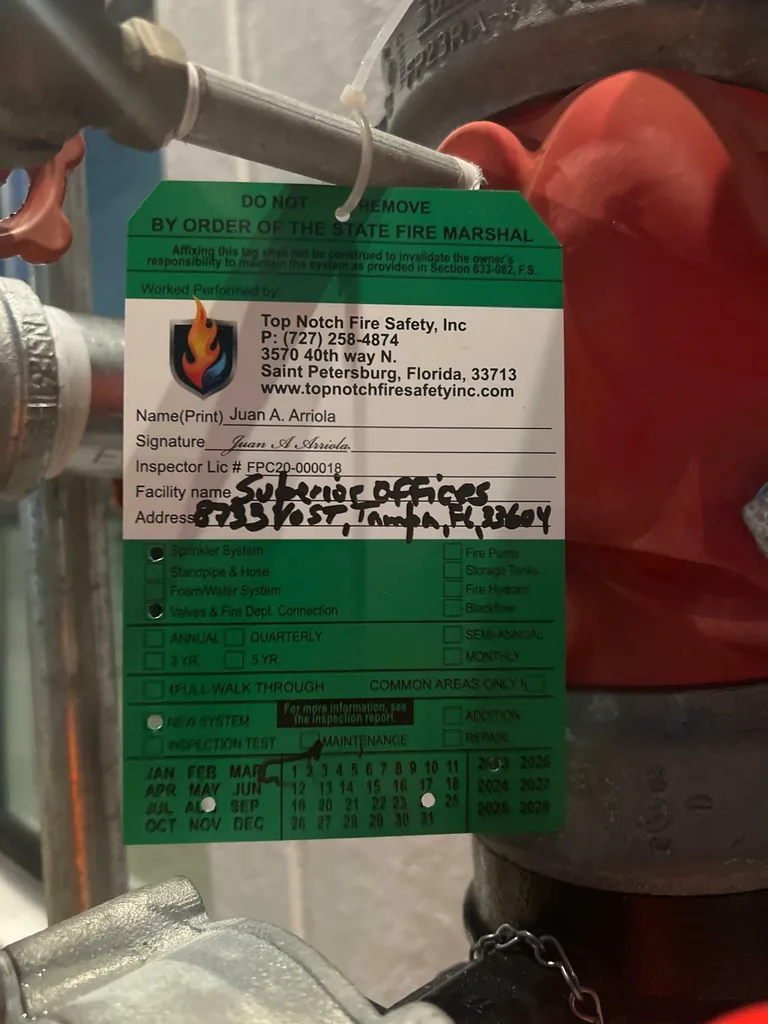 FP23RA-S
DO NOT REMOVE
BY ORDER OF THE STATE FIRE MARSHAL
Affixing this tag shall not be construed to invalidate the owner's
responsibility to maintain the system as provided in Section 633-082, F.S.
Worked Performed by:
Top Notch Fire Safety, Inc
P: (727) 258-4874
3570 40th way N.
Saint Petersburg, Florida, 33713
www.topnotchfiresafetyinc.com
Name(Print) Juan A. Arriola
Signature Juan A Arriola
Inspector Lic # FPC20-000018
Facility name Superior offices
Address Tampa, FL, 33604
Sprinkler System Fire Pump
Standpipe & Hose Storage Tanks
Foam/Water System Fire Hydrant
Valves & Fire Dept. Connection Blackflow
ANNUAL QUARTERLY SEMI-ANNUAL
3 YR. 5 YR. MONTHLY
(FULL WALK THROUGH COMMON AREAS ONLY)
For more information, see
the inspection report
NEW SYSTEM ADDITION
INSPECTION TEST MAINTENANCE REPAIR
JAN FEB MAR 1 2 3 4 5 6 7 8 9 10 11 2023 2026
APR MAY JUN 12 13 14 15 16 17 18 2024 2027
JUL SEP 19 20 21 22 23 25 2025 2028
OCT NOV DEC 26 27 28 29 30 31